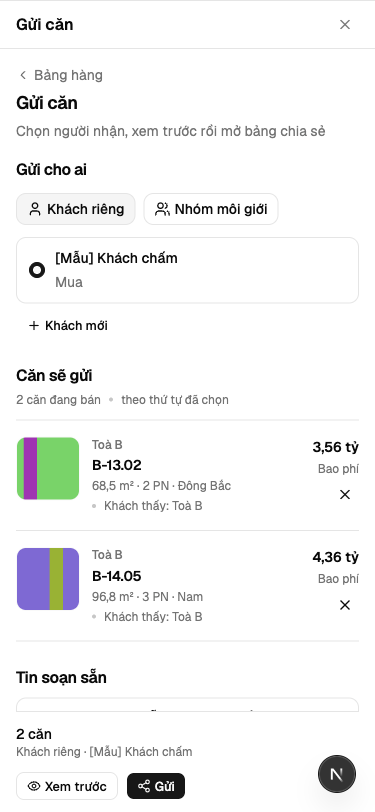 Gửi căn
Bảng hàng
Gửi căn
Chọn người nhận, xem trước rồi mở bảng chia sẻ
Gửi cho ai
Khách riêng
Nhóm môi giới
[Mẫu] Khách chấm
Mua
Khách mới
Căn sẽ gửi
2 căn đang bán • theo thứ tự đã chọn
Toà B
B-13.02
68,5 m² · 2 PN · Đông Bắc
• Khách thấy: Toà B
3,56 tỷ
Bao phí
Toà B
B-14.05
96,8 m² · 3 PN · Nam
• Khách thấy: Toà B
4,36 tỷ
Bao phí
Tin soạn sẵn
2 căn
Khách riêng · [Mẫu] Khách chấm
Xem trước
Gửi
N